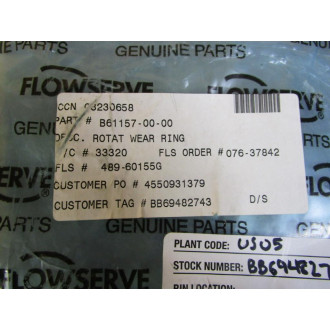 GENUINE PARTS
FLOWSERVE
GENUINE PARTS
CCN 03230658
PART # B61157-00-00
DESC. ROTAT WEAR RING
/C # 33320 FLS ORDER # 076-37842
FLS # 489-60155G
CUSTOMER PO # 4550931379
CUSTOMER TAG # BB69482743 D/S
FLOWSERVE
GENUINE PARTS
PLANT CODE: US05
STOCK NUMBER: BB694827
BIN LOCATION: